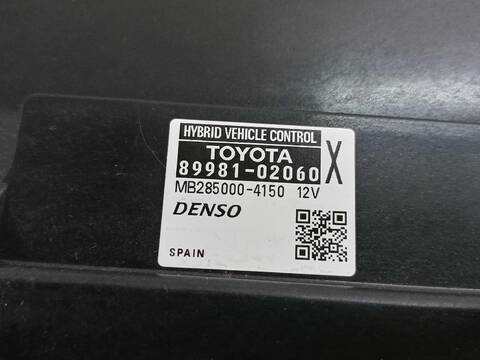 HYBRID VEHICLE CONTROL
TOYOTA
89981-02060 X
MB285000-4150 12V
DENSO
SPAIN